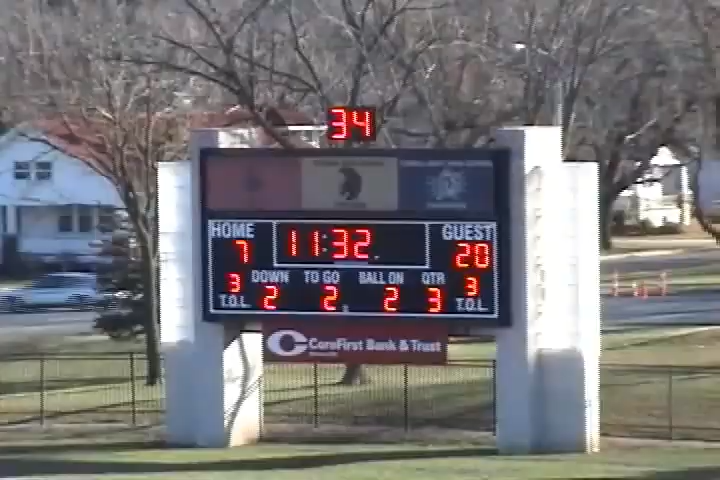 34
HOME 11:32 GUEST
7 20
3 DOWN TO GO BALL ON QTR 3
T.O.L. 2 2 2 3 T.O.L.
CoreFirst Bank & Trust